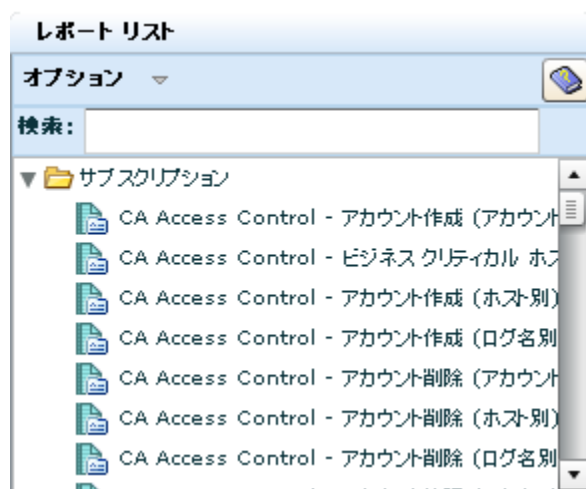 レポート リスト
オプション
検索:
サブスクリプション
CA Access Control - アカウント作成 (アカウント
CA Access Control - ビジネス クリティカル ホス
CA Access Control - アカウント作成 (ホスト別)
CA Access Control - アカウント作成 (ログ名別
CA Access Control - アカウント削除 (アカウント
CA Access Control - アカウント削除 (ホスト別)
CA Access Control - アカウント削除 (ログ名別